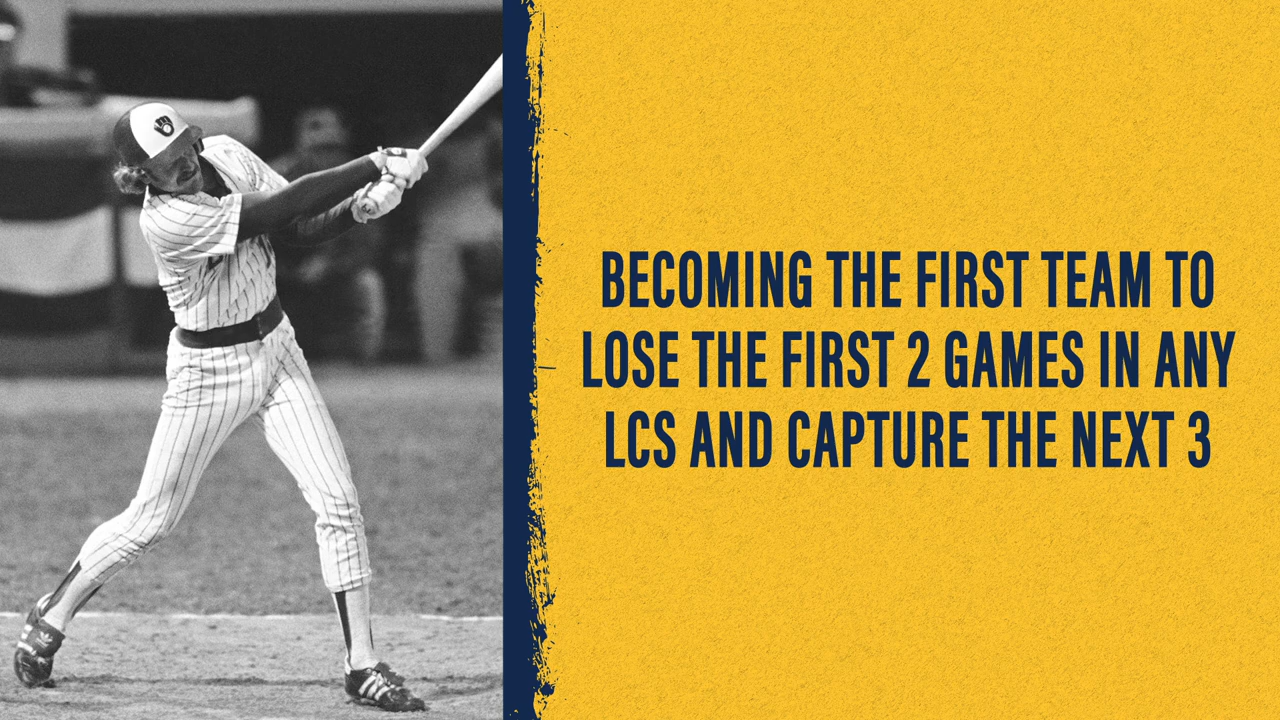 BECOMING THE FIRST TEAM TO
LOSE THE FIRST 2 GAMES IN ANY
LCS AND CAPTURE THE NEXT 3